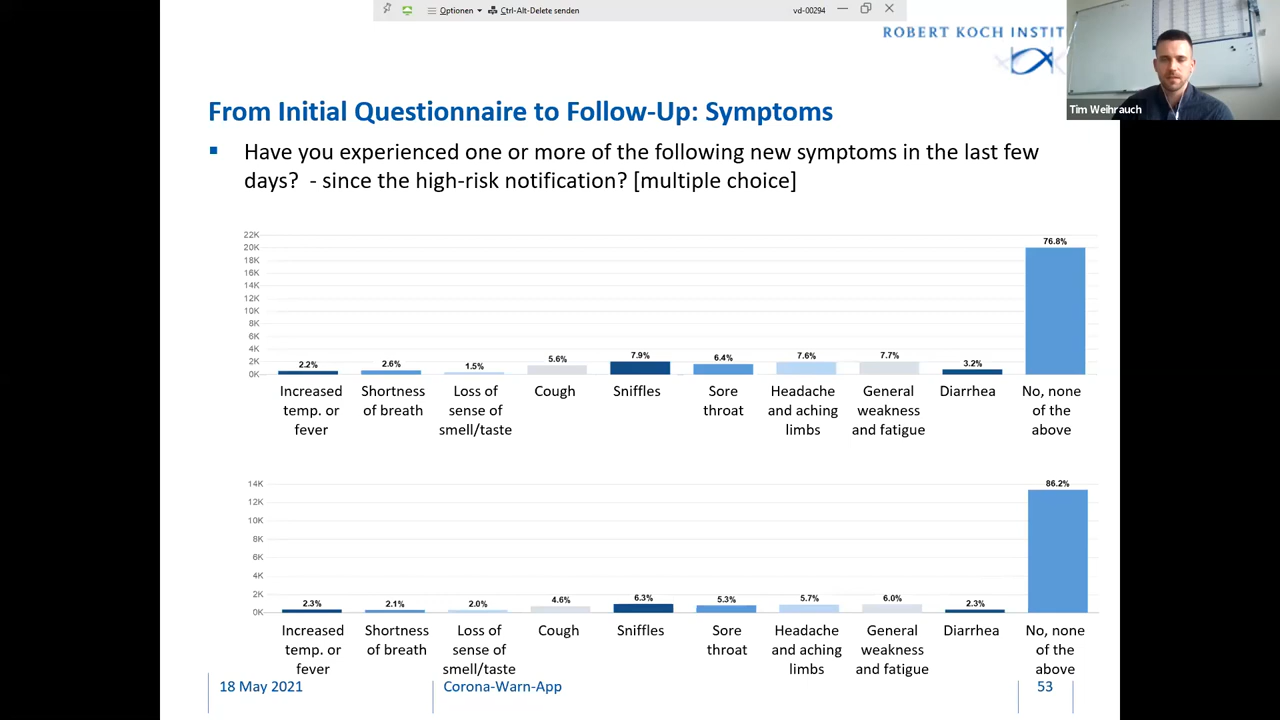 Optionen
Ctrl-Alt-Delete senden
vd-00294
ROBERT KOCH INSTIT
Tim Weihrauch
From Initial Questionnaire to Follow-Up: Symptoms
Have you experienced one or more of the following new symptoms in the last few
days? - since the high-risk notification? [multiple choice]
22K
20K
18K
16K
14K
12K
10K
8K
6K
4K
2K
0K
2.2%
2.6%
1.5%
5.6%
7.9%
6.4%
7.6%
7.7%
3.2%
76.8%
Increased
temp. or
fever
Shortness
of breath
Loss of
sense of
smell/taste
Cough
Sniffles
Sore
throat
Headache
and aching
limbs
General
weakness
and fatigue
Diarrhea
No, none
of the
above
14K
12K
10K
8K
6K
4K
2K
0K
2.3%
2.1%
2.0%
4.6%
6.3%
5.3%
5.7%
6.0%
2.3%
86.2%
Increased
temp. or
fever
Shortness
of breath
Loss of
sense of
smell/taste
Cough
Sniffles
Sore
throat
Headache
and aching
limbs
General
weakness
and fatigue
Diarrhea
No, none
of the
above
18 May 2021
Corona-Warn-App
53